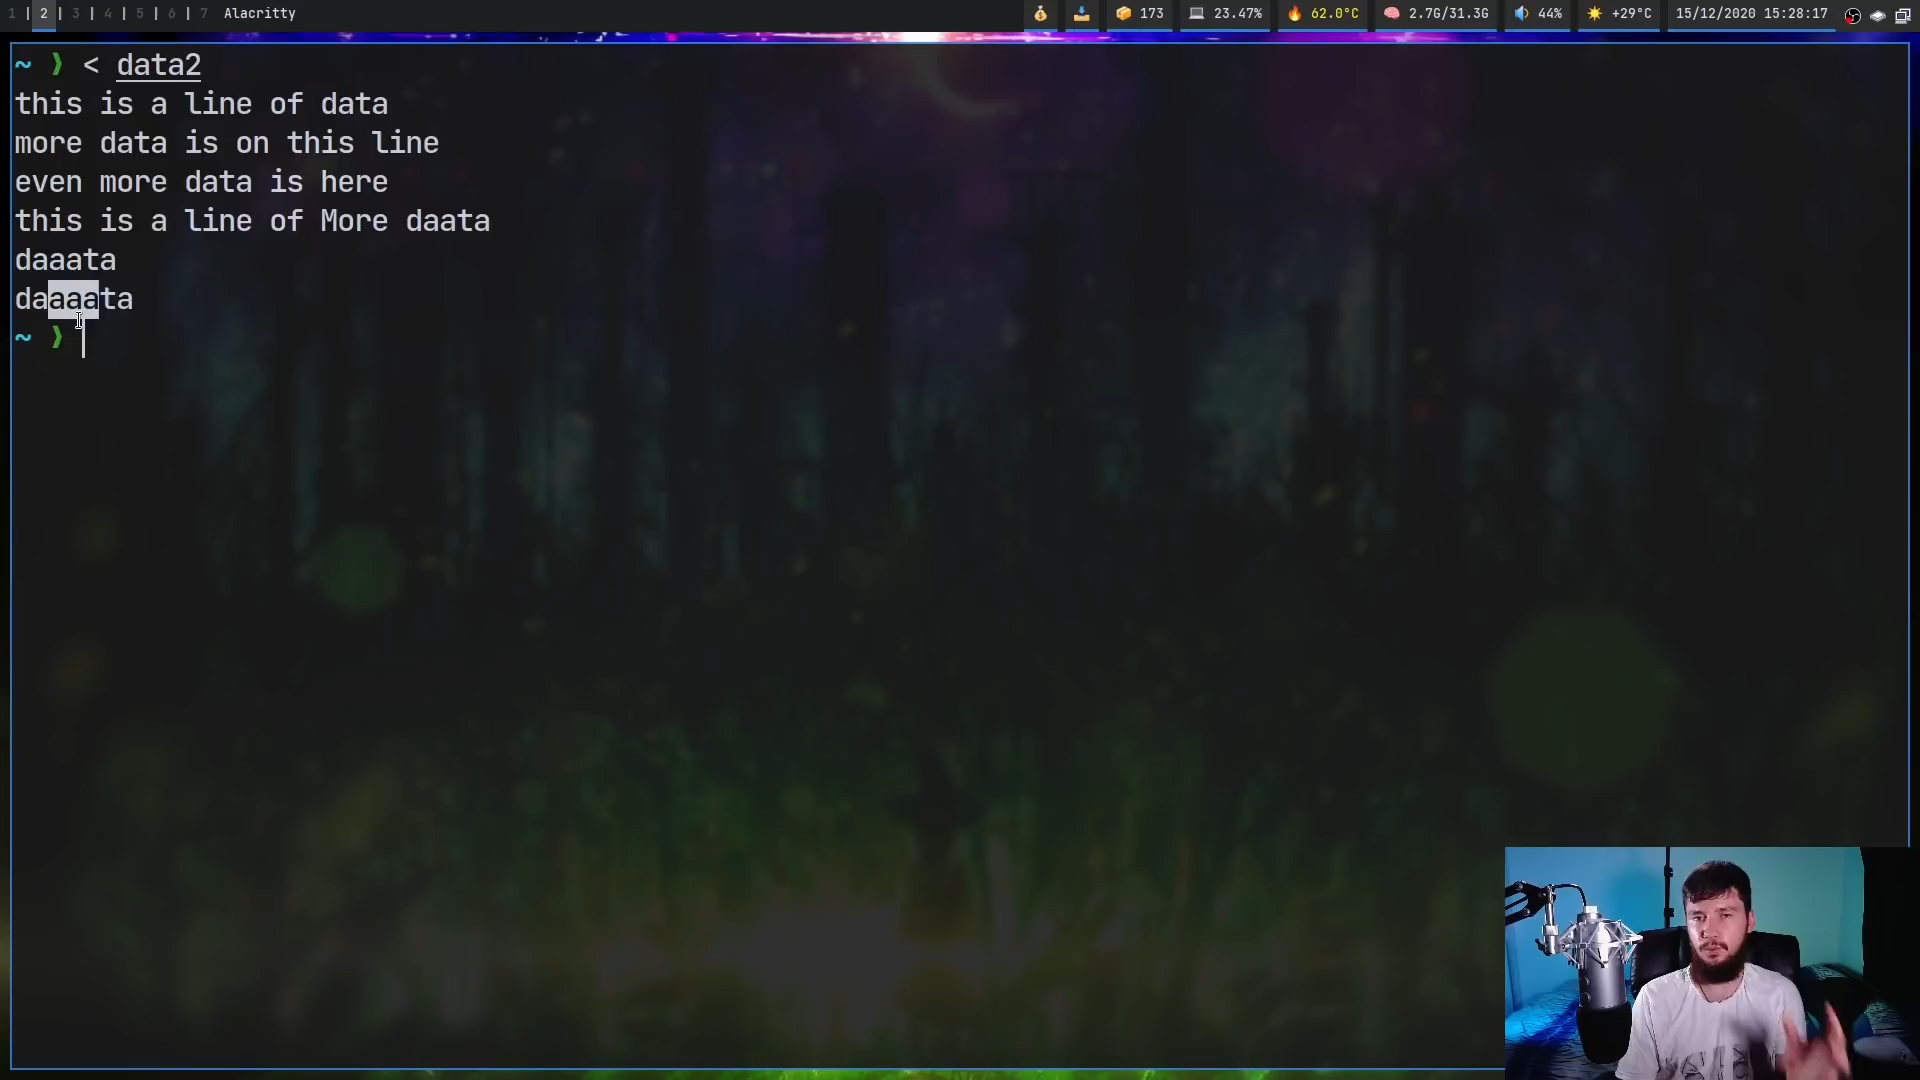 1 | 2 | 3 | 4 | 5 | 6 | 7 Alacritty 173 23.47% 62.0°C 2.7G/31.3G 44% +29°C 15/12/2020 15:28:17
~ ❯ < data2
this is a line of data
more data is on this line
even more data is here
this is a line of More daata
daaata
daaaata
~ ❯